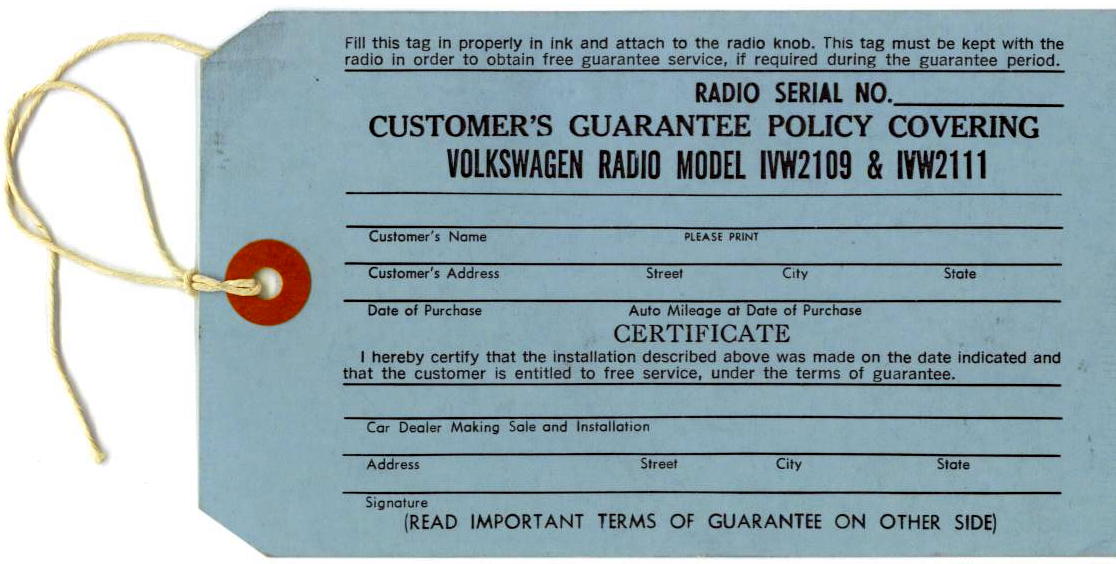 Fill this tag in properly in ink and attach to the radio knob. This tag must be kept with the
radio in order to obtain free guarantee service, if required during the guarantee period.
RADIO SERIAL NO.
CUSTOMER'S GUARANTEE POLICY COVERING
VOLKSWAGEN RADIO MODEL IVW2109 & IVW2111
Customer's Name PLEASE PRINT
Customer's Address Street City State
Date of Purchase Auto Mileage at Date of Purchase
CERTIFICATE
I hereby certify that the installation described above was made on the date indicated and
that the customer is entitled to free service, under the terms of guarantee.
Car Dealer Making Sale and Installation
Address Street City State
Signature
(READ IMPORTANT TERMS OF GUARANTEE ON OTHER SIDE)